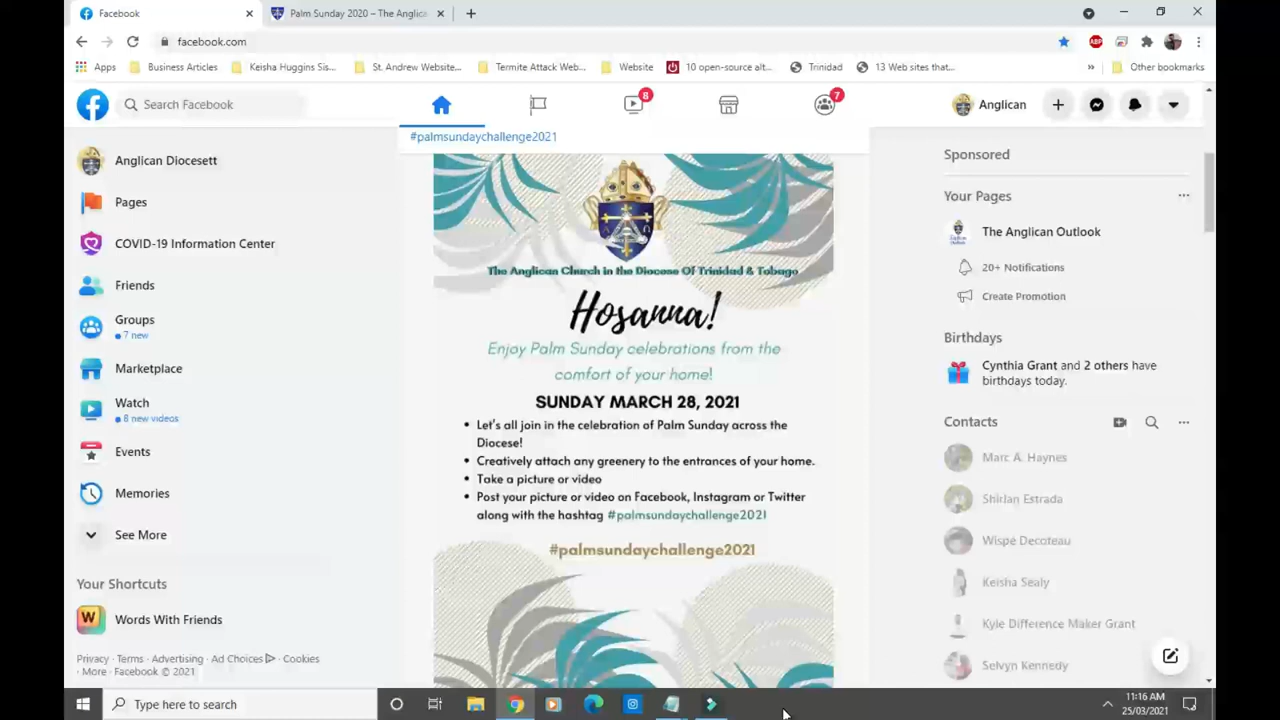 Facebook
Palm Sunday 2020 – The Anglica
facebook.com
Apps
Business Articles
Keisha Huggins Sis...
St. Andrew Website...
Termite Attack Web...
Website
10 open-source alt...
Trinidad
13 Web sites that...
»
Other bookmarks
Search Facebook
8
7
Anglican
#palmsundaychallenge2021
Anglican Diocesett
Pages
COVID-19 Information Center
Friends
Groups
7 new
Marketplace
Watch
8 new videos
Events
Memories
See More
Your Shortcuts
W
Words With Friends
Privacy · Terms · Advertising · Ad Choices · Cookies
· More · Facebook © 2021
The Anglican Church in the Diocese Of Trinidad & Tobago
Hosanna!
Enjoy Palm Sunday celebrations from the
comfort of your home!
SUNDAY MARCH 28, 2021
• Let's all join in the celebration of Palm Sunday across the
Diocese!
• Creatively attach any greenery to the entrances of your home.
• Take a picture or video
• Post your picture or video on Facebook, Instagram or Twitter
along with the hashtag #palmsundaychallenge2021
#palmsundaychallenge2021
Sponsored
Your Pages
The Anglican Outlook
20+ Notifications
Create Promotion
Birthdays
Cynthia Grant and 2 others have
birthdays today.
Contacts
Marc A. Haynes
Shirlan Estrada
Wispe Decoteau
Keisha Sealy
Kyle Difference Maker Grant
Selvyn Kennedy
Type here to search
11:16 AM
25/03/2021